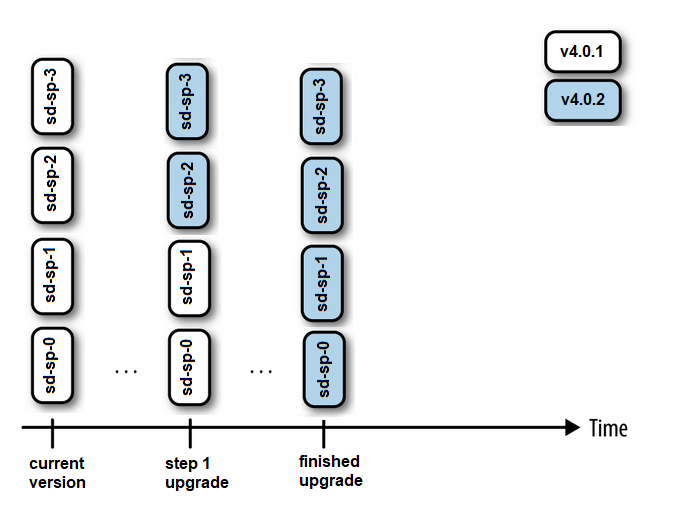 v4.0.1
v4.0.2
sd-sp-3
sd-sp-3
sd-sp-3
sd-sp-2
sd-sp-2
sd-sp-2
sd-sp-1
sd-sp-1
sd-sp-1
sd-sp-0
...
sd-sp-0
...
sd-sp-0
Time
current
version
step 1
upgrade
finished
upgrade